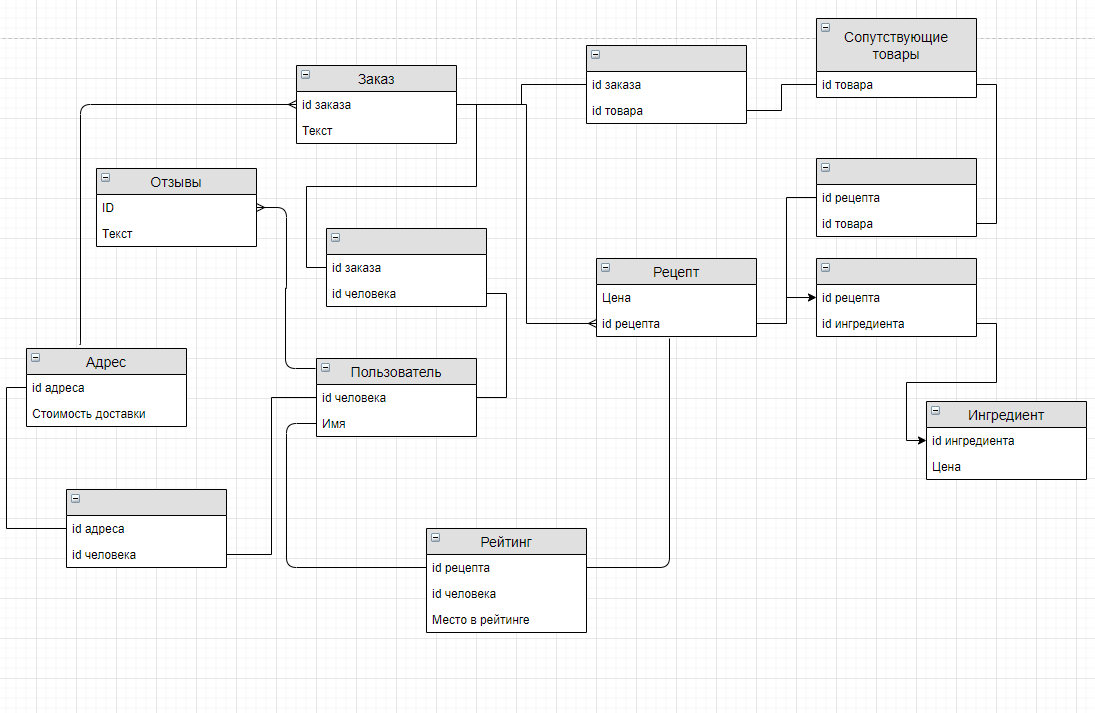 Сопутствующие
товары
id товара
Заказ
id заказа
Текст
id заказа
id товара
Отзывы
ID
Текст
id рецепта
id товара
id заказа
id человека
Рецепт
Цена
id рецепта
id рецепта
id ингредиента
Адрес
id адреса
Стоимость доставки
Пользователь
id человека
Имя
Ингредиент
id ингредиента
Цена
id адреса
id человека
Рейтинг
id рецепта
id человека
Место в рейтинге